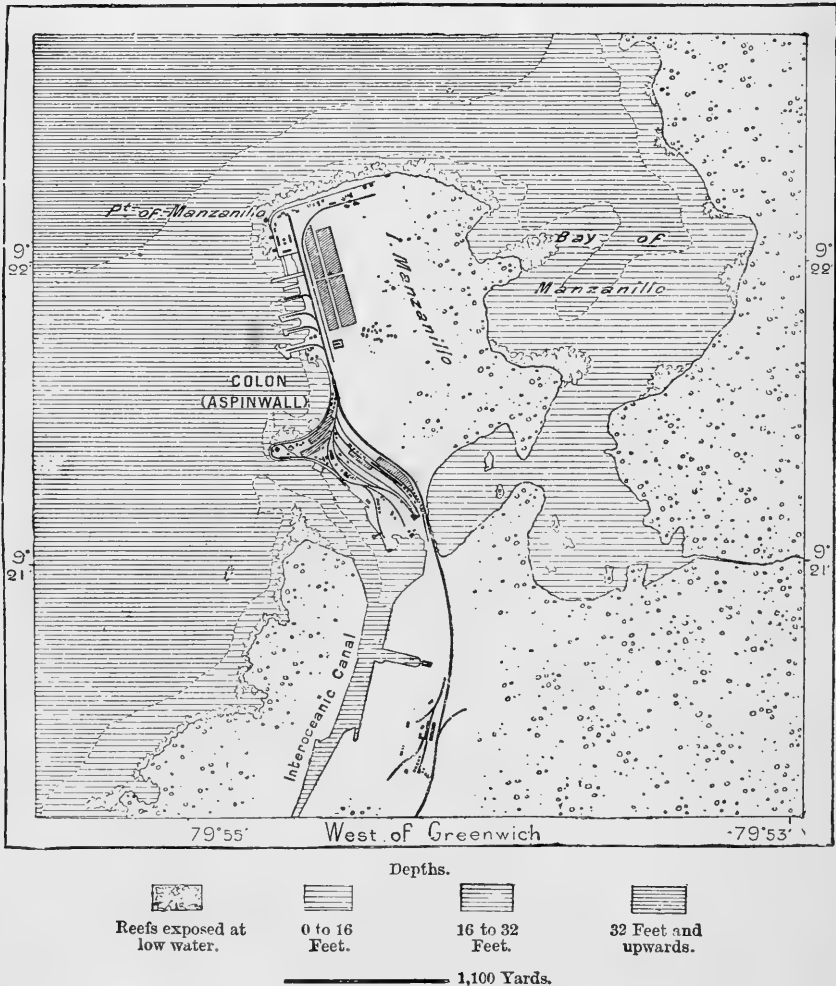 Pt. of Manzanillo
I. Manzanillo
Bay of
Manzanillo
9°
22'
9°
22'
COLON
(ASPINWALL)
9°
21'
9°
21'
Interoceanic Canal
79°55'
West of Greenwich
79°53'
Depths.
Reefs exposed at
low water.
0 to 16
Feet.
16 to 32
Feet.
32 Feet and
upwards.
1,100 Yards.